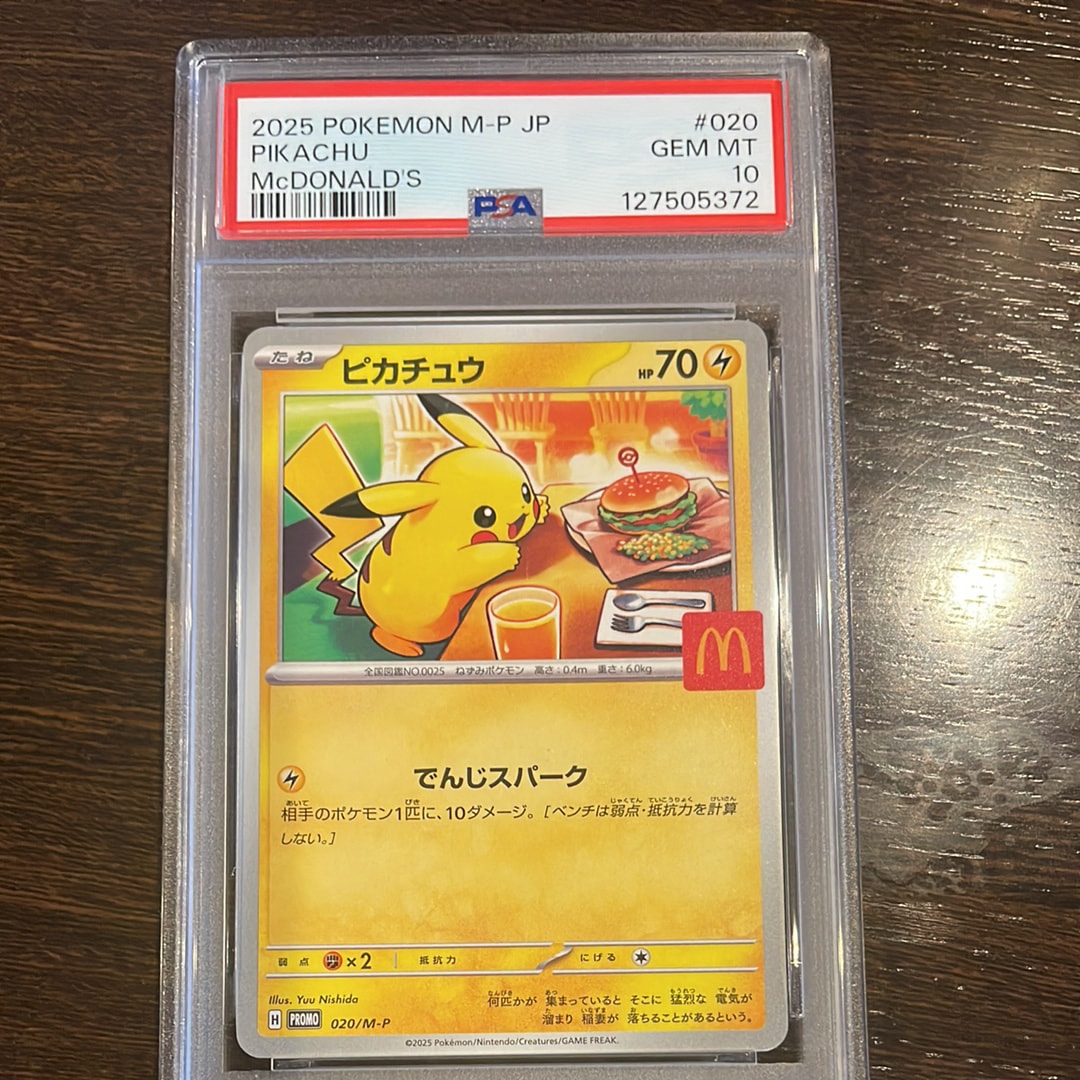 2025 POKEMON M-P JP #020
PIKACHU GEM MT
McDONALD'S 10
PSA 127505372
たね ピカチュウ HP70
M
全国図鑑NO.0025 ねずみポケモン 高さ:0.4m 重さ:6.0kg
でんじスパーク
相手のポケモン1匹に、10ダメージ。[ベンチは弱点・抵抗力を計算
しない。]
弱点 ×2 抵抗力 にげる
Illus. Yuu Nishida
何匹かが 集まっていると そこに 猛烈な 電気が
溜まり 稲妻が 落ちることがあるという。
H PROMO 020/M-P
©2025 Pokémon/Nintendo/Creatures/GAME FREAK.